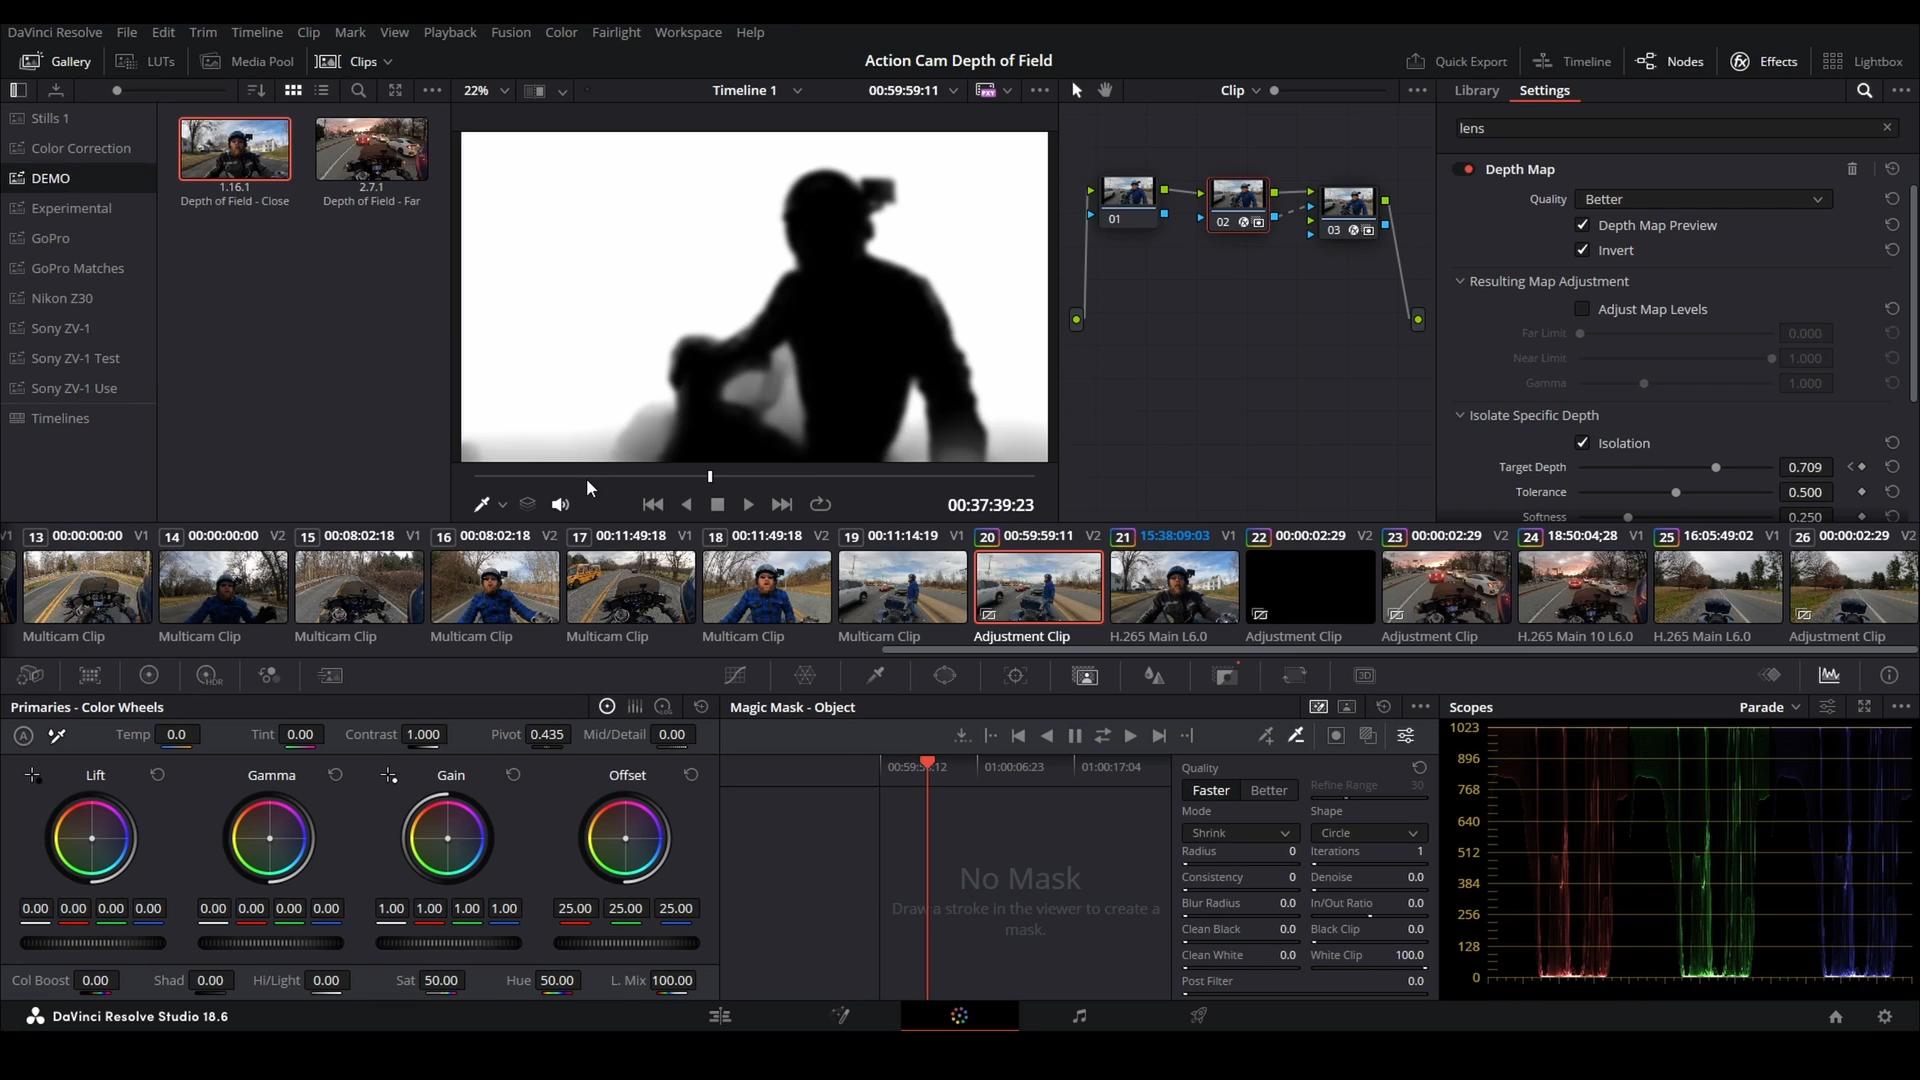 DaVinci Resolve File Edit Trim Timeline Clip Mark View Playback Fusion Color Fairlight Workspace Help
Gallery LUTs Media Pool Clips Action Cam Depth of Field Quick Export Timeline Nodes Effects Lightbox
22% Timeline 1 00:59:59:11 PXY Clip Library Settings
Stills 1
Color Correction
DEMO
Experimental
GoPro
GoPro Matches
Nikon Z30
Sony ZV-1
Sony ZV-1 Test
Sony ZV-1 Use
Timelines
1.16.1
Depth of Field - Close
2.7.1
Depth of Field - Far
00:37:39:23
01
02
03
lens
Depth Map
Quality Better
Depth Map Preview
Invert
Resulting Map Adjustment
Adjust Map Levels
Far Limit 0.000
Near Limit 1.000
Gamma 1.000
Isolate Specific Depth
Isolation
Target Depth 0.709
Tolerance 0.500
Softness 0.250
V1 13 00:00:00:00 V1 14 00:00:00:00 V2 15 00:08:02:18 V1 16 00:08:02:18 V2 17 00:11:49:18 V1 18 00:11:49:18 V2 19 00:11:14:19 V1 20 00:59:59:11 V2 21 15:38:09:03 V1 22 00:00:02:29 V2 23 00:00:02:29 V2 24 18:50:04;28 V1 25 16:05:49:02 V1 26 00:00:02:29 V2
Multicam Clip Multicam Clip Multicam Clip Multicam Clip Multicam Clip Multicam Clip Multicam Clip Adjustment Clip H.265 Main L6.0 Adjustment Clip Adjustment Clip H.265 Main 10 L6.0 H.265 Main L6.0 Adjustment Clip
HDR
3D
Primaries - Color Wheels
LOG
A Temp 0.0 Tint 0.00 Contrast 1.000 Pivot 0.435 Mid/Detail 0.00
Lift Gamma Gain Offset
0.00 0.00 0.00 0.00 0.00 0.00 0.00 0.00 1.00 1.00 1.00 1.00 25.00 25.00 25.00
Col Boost 0.00 Shad 0.00 Hi/Light 0.00 Sat 50.00 Hue 50.00 L. Mix 100.00
Magic Mask - Object
01:00:06:23 01:00:17:04
No Mask
Draw a stroke in the viewer to create a
mask.
Quality
Faster Better Refine Range 30
Mode Shape
Shrink Circle
Radius 0 Iterations 1
Consistency 0 Denoise 0.0
Blur Radius 0.0 In/Out Ratio 0.0
Clean Black 0.0 Black Clip 0.0
Clean White 0.0 White Clip 100.0
Post Filter 0.0
Scopes Parade
1023
896
768
640
512
384
256
128
0
DaVinci Resolve Studio 18.6